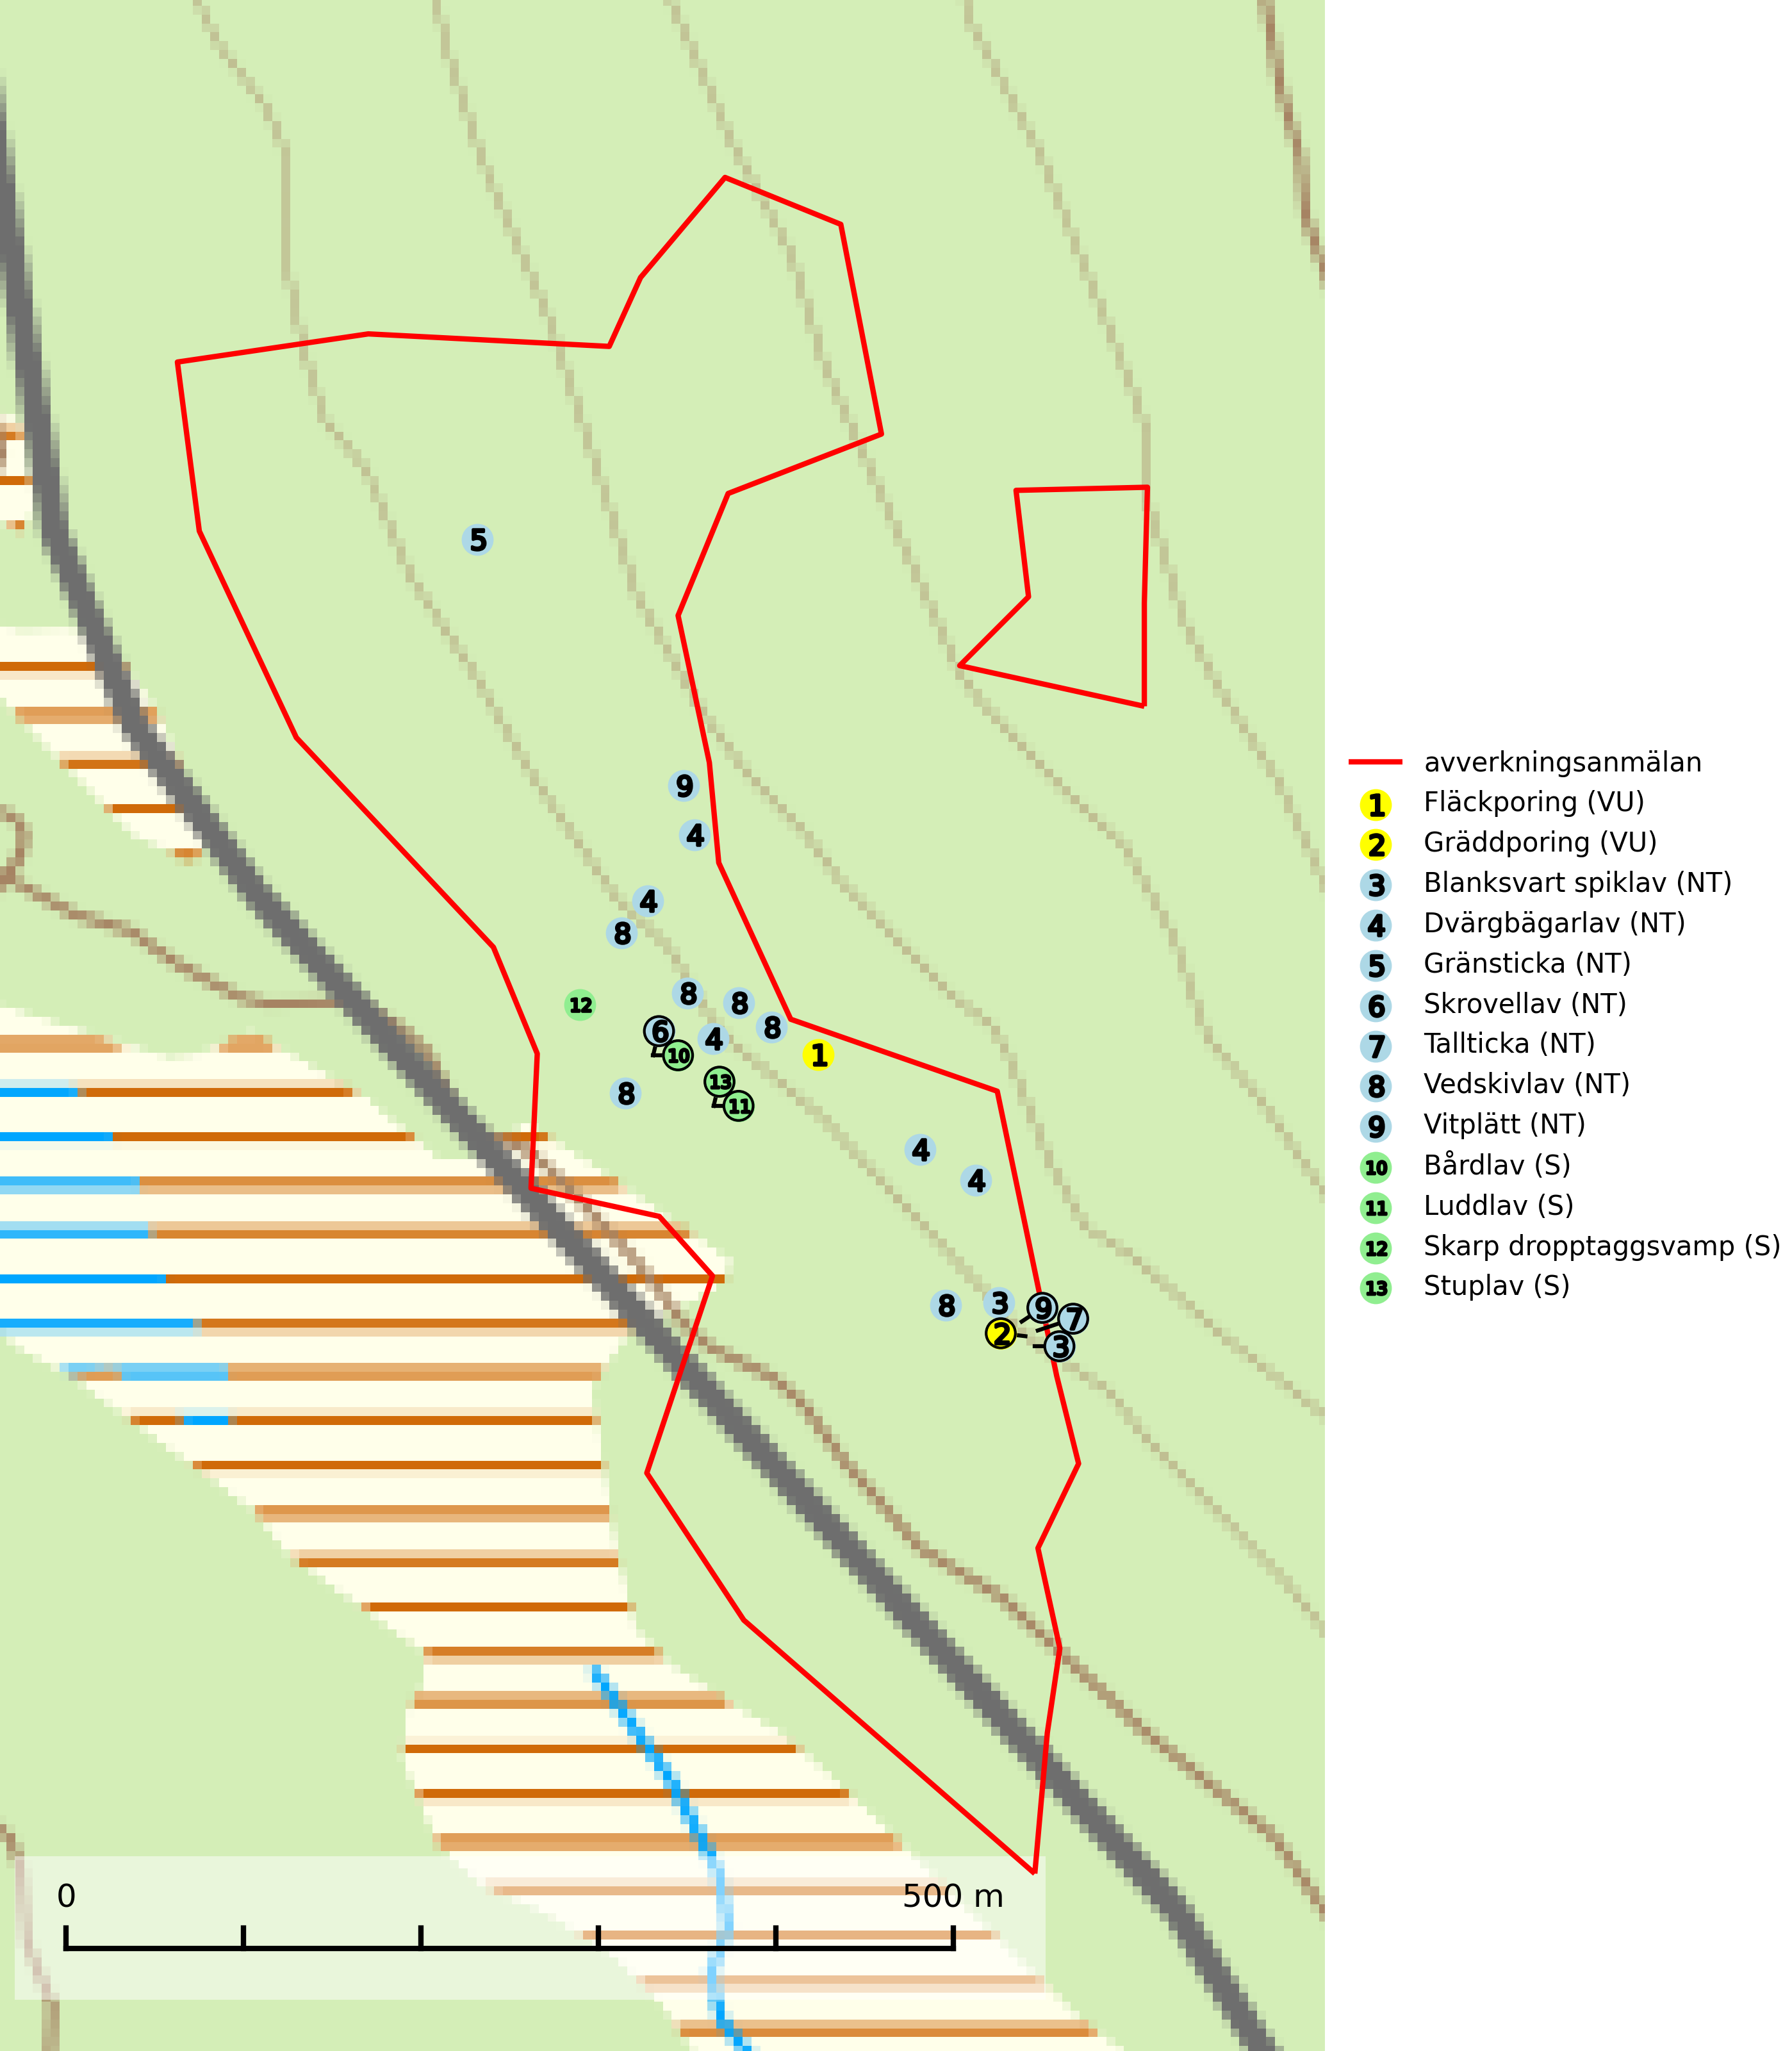 5
9
4
4
8
8
8
12
6
4
8
10
1
13
8
11
4
4
8
3
9
7
2
3
0
500 m
avverkningsanmälan
1 Fläckporing (VU)
2 Gräddporing (VU)
3 Blanksvart spiklav (NT)
4 Dvärgbägarlav (NT)
5 Gränsticka (NT)
6 Skrovellav (NT)
7 Tallticka (NT)
8 Vedskivlav (NT)
9 Vitplätt (NT)
10 Bårdlav (S)
11 Luddlav (S)
12 Skarp dropptaggsvamp (S)
13 Stuplav (S)